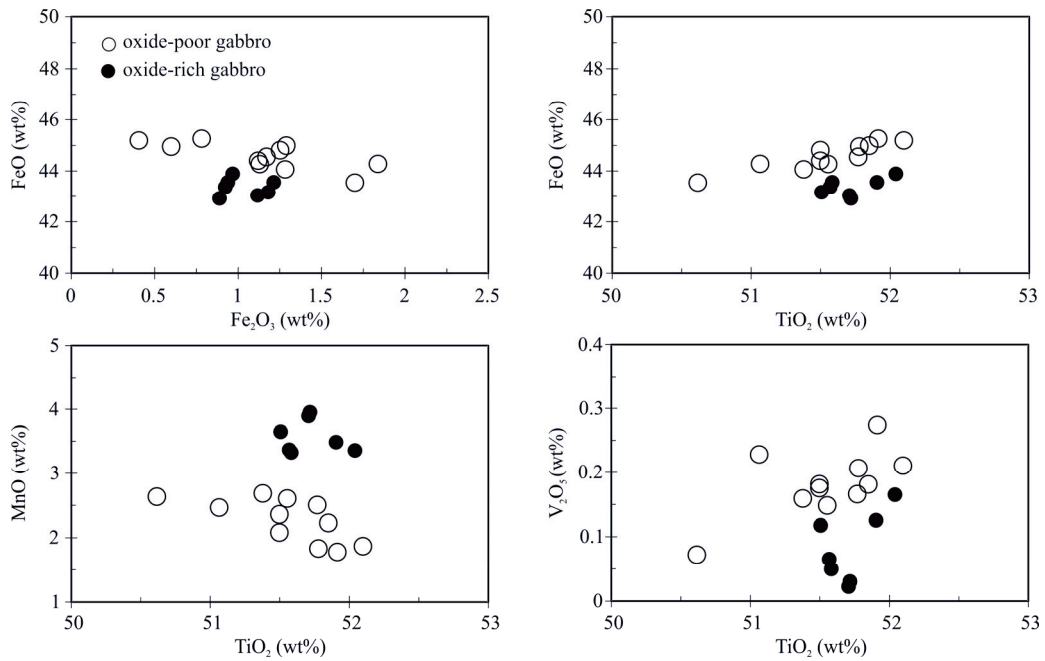 50
48
46
44
42
40
FeO (wt%)
oxide-poor gabbro
oxide-rich gabbro
0 0.5 1 1.5 2 2.5
Fe₂O₃ (wt%)
50
48
46
44
42
40
FeO (wt%)
50 51 52 53
TiO₂ (wt%)
5
4
3
2
1
MnO (wt%)
50 51 52 53
TiO₂ (wt%)
0.4
0.3
0.2
0.1
0
V₂O₅ (wt%)
50 51 52 53
TiO₂ (wt%)